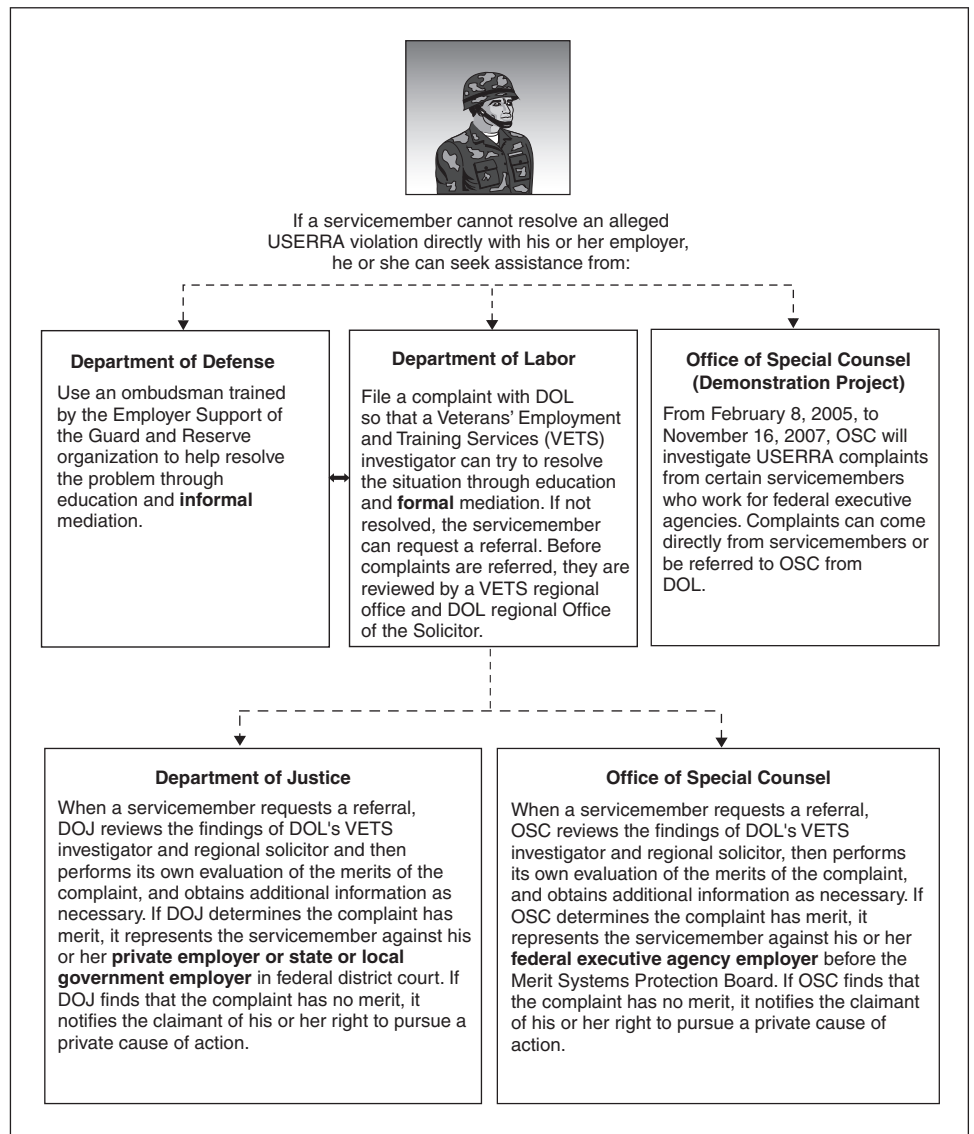 If a servicemember cannot resolve an alleged
USERRA violation directly with his or her employer,
he or she can seek assistance from:
Department of Defense
Use an ombudsman trained
by the Employer Support of
the Guard and Reserve
organization to help resolve
the problem through
education and informal
mediation.
Department of Labor
File a complaint with DOL
so that a Veterans’ Employment
and Training Services (VETS)
investigator can try to resolve
the situation through education
and formal mediation. If not
resolved, the servicemember
can request a referral. Before
complaints are referred, they are
reviewed by a VETS regional
office and DOL regional Office
of the Solicitor.
Office of Special Counsel
(Demonstration Project)
From February 8, 2005, to
November 16, 2007, OSC will
investigate USERRA complaints
from certain servicemembers
who work for federal executive
agencies. Complaints can come
directly from servicemembers or
be referred to OSC from
DOL.
Department of Justice
When a servicemember requests a referral,
DOJ reviews the findings of DOL's VETS
investigator and regional solicitor and then
performs its own evaluation of the merits of the
complaint, and obtains additional information as
necessary. If DOJ determines the complaint has
merit, it represents the servicemember against his
or her private employer or state or local
government employer in federal district court. If
DOJ finds that the complaint has no merit, it
notifies the claimant of his or her right to pursue a
private cause of action.
Office of Special Counsel
When a servicemember requests a referral,
OSC reviews the findings of DOL's VETS
investigator and regional solicitor, then performs
its own evaluation of the merits of the complaint,
and obtains additional information as necessary. If
OSC determines the complaint has merit, it
represents the servicemember against his or her
federal executive agency employer before the
Merit Systems Protection Board. If OSC finds that
the complaint has no merit, it notifies the claimant
of his or her right to pursue a private cause of
action.